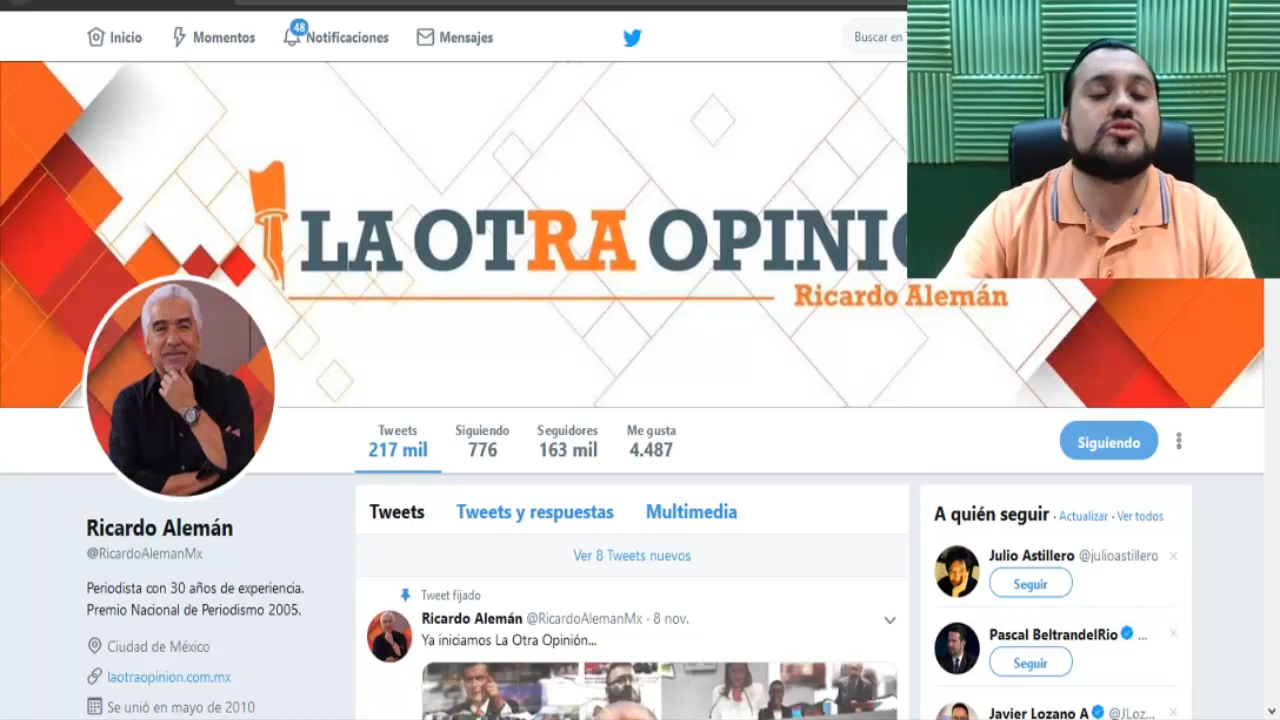 Inicio
Momentos
48
Notificaciones
Mensajes
Buscar en
LA OTRA OPINIO
Ricardo Alemán
Tweets
217 mil
Siguiendo
776
Seguidores
163 mil
Me gusta
4.487
Siguiendo
Ricardo Alemán
@RicardoAlemanMx
Periodista con 30 años de experiencia.
Premio Nacional de Periodismo 2005.
Ciudad de México
laotraopinion.com.mx
Se unió en mayo de 2010
Tweets
Tweets y respuestas
Multimedia
Ver 8 Tweets nuevos
Tweet fijado
Ricardo Alemán @RicardoAlemanMx · 8 nov.
Ya iniciamos La Otra Opinión...
A quién seguir · Actualizar · Ver todos
Julio Astillero @julioastillero
Seguir
Pascal BeltrandelRio ...
Seguir
Javier Lozano A @JLoz...